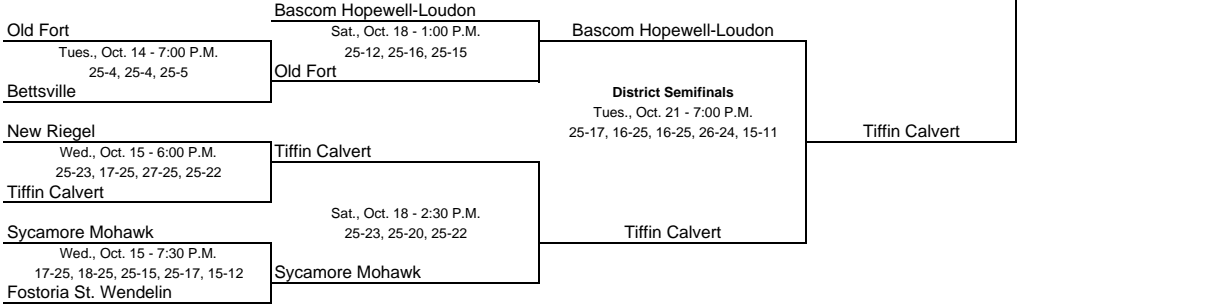 Bascom Hopewell-Loudon
Old Fort
Sat., Oct. 18 - 1:00 P.M.
Bascom Hopewell-Loudon
Tues., Oct. 14 - 7:00 P.M.
25-12, 25-16, 25-15
25-4, 25-4, 25-5
Old Fort
Bettsville
District Semifinals
Tues., Oct. 21 - 7:00 P.M.
New Riegel
25-17, 16-25, 16-25, 26-24, 15-11
Tiffin Calvert
Wed., Oct. 15 - 6:00 P.M.
Tiffin Calvert
25-23, 17-25, 27-25, 25-22
Tiffin Calvert
Sat., Oct. 18 - 2:30 P.M.
Sycamore Mohawk
25-23, 25-20, 25-22
Tiffin Calvert
Wed., Oct. 15 - 7:30 P.M.
17-25, 18-25, 25-15, 25-17, 15-12
Sycamore Mohawk
Fostoria St. Wendelin